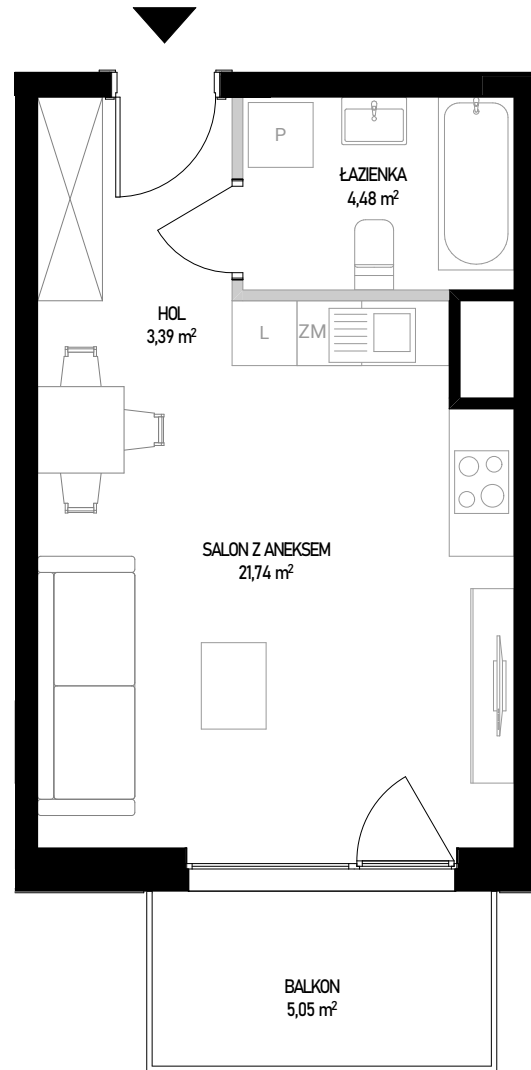 P
ŁAZIENKA
4,48 m²
HOL
3,39 m²
L
ZM
SALON Z ANEKSEM
21,74 m²
BALKON
5,05 m²